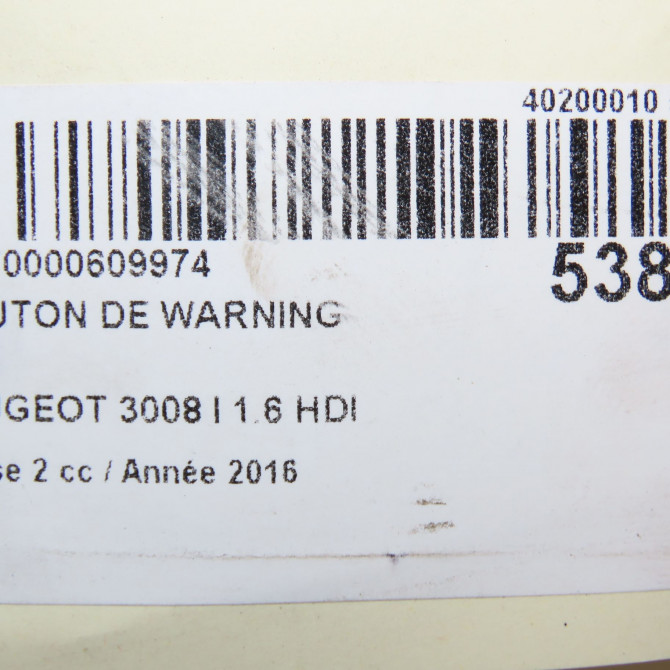 40200010
0000609974
538
UTON DE WARNING
GEOT 3008 I 1.6 HDI
se 2 cc / Année 2016